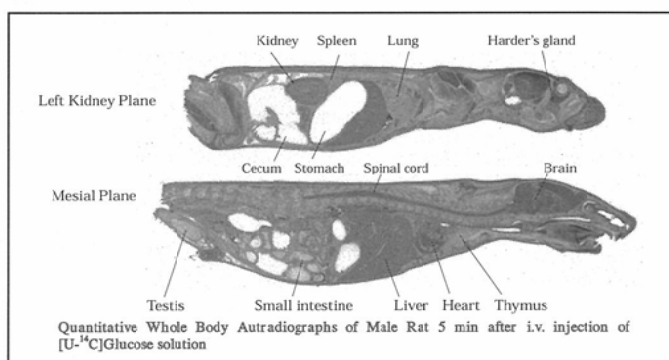 Kidney Spleen Lung Harder's gland
Left Kidney Plane
Cecum Stomach Spinal cord Brain
Mesial Plane
Testis Small intestine Liver Heart Thymus
Quantitative Whole Body Autradiographs of Male Rat 5 min after i.v. injection of
[U-¹⁴C]Glucose solution